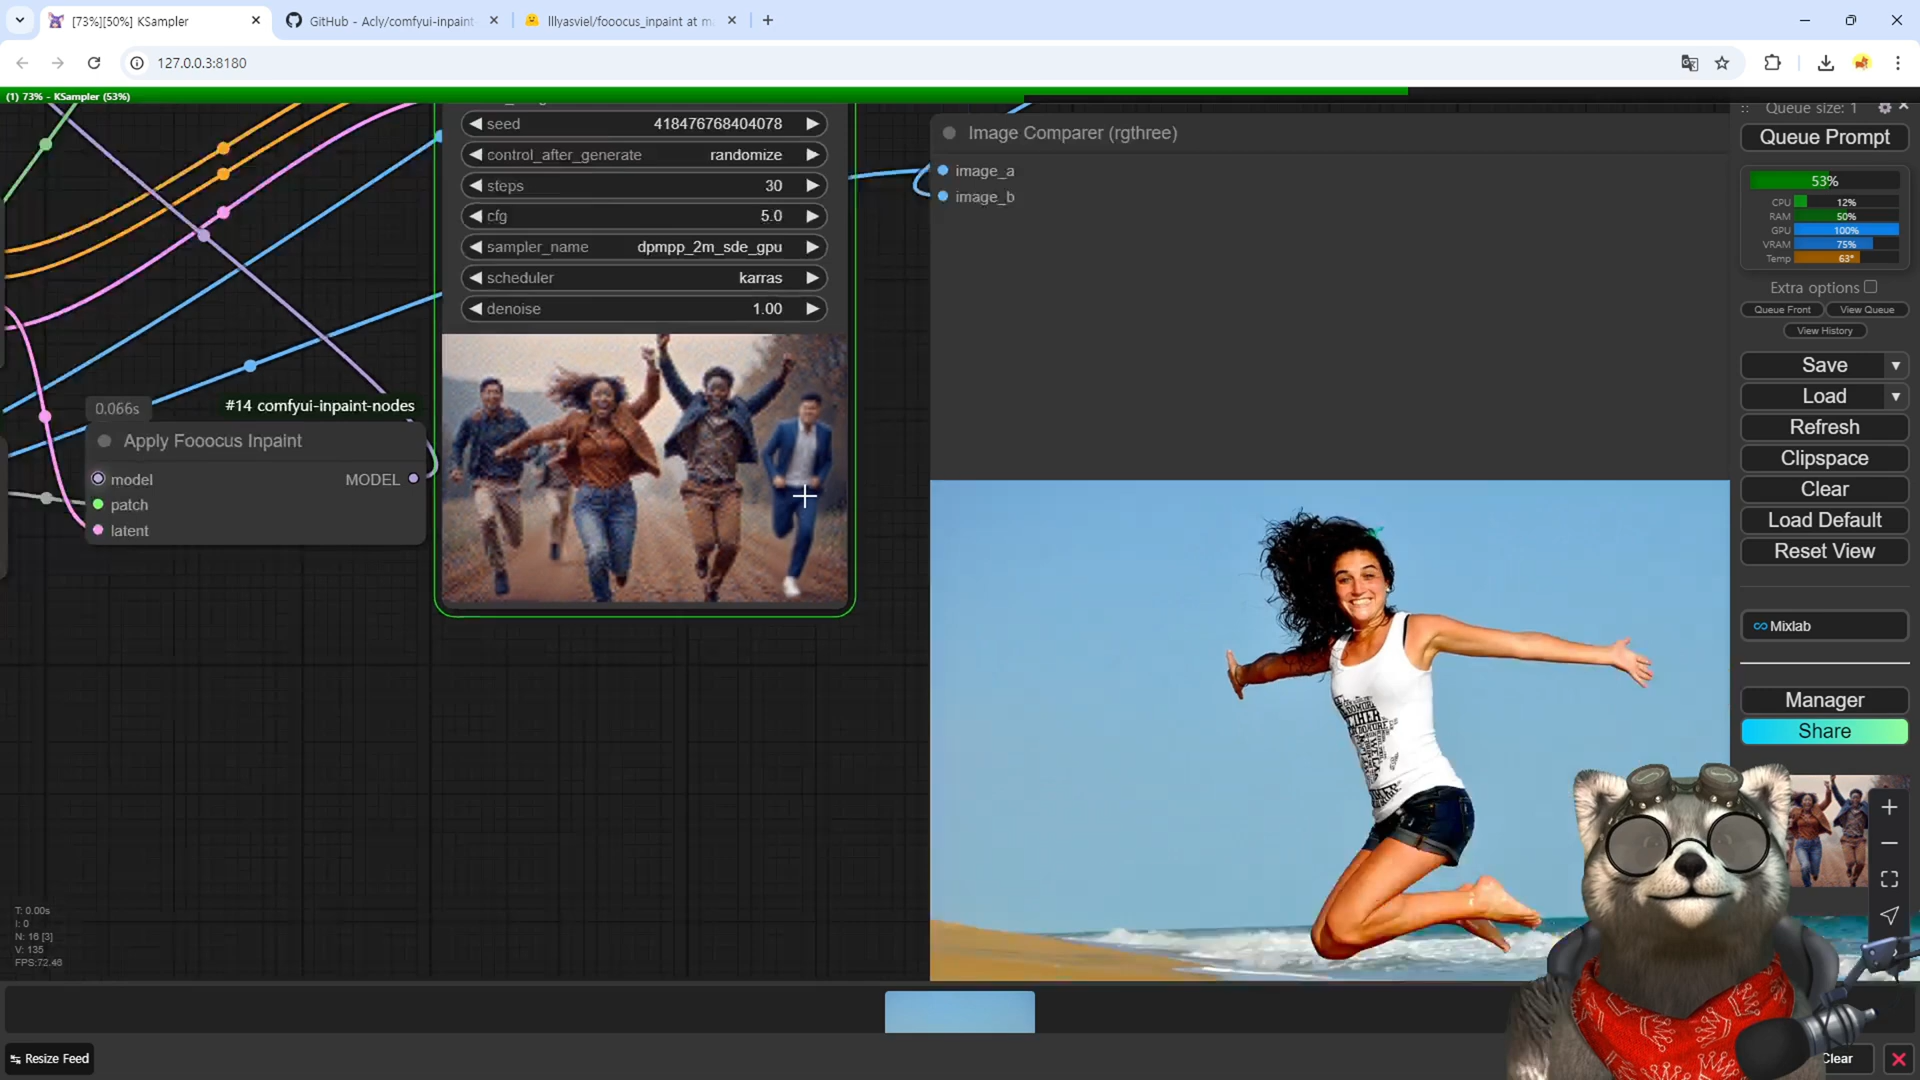 [73%][50%] KSampler
GitHub - Acly/comfyui-inpaint
lllyasviel/fooocus_inpaint at m
127.0.0.3:8180
(1) 73% - KSampler (53%)
seed 418476768404078
control_after_generate randomize
steps 30
cfg 5.0
sampler_name dpmpp_2m_sde_gpu
scheduler karras
denoise 1.00
0.066s
#14 comfyui-inpaint-nodes
Apply Fooocus Inpaint
model MODEL
patch
latent
Image Comparer (rgthree)
image_a
image_b
Queue size: 1
Queue Prompt
53%
CPU 12%
RAM 50%
GPU 100%
VRAM 75%
Temp 63°
Extra options
Queue Front View Queue
View History
Save
Load
Refresh
Clipspace
Clear
Load Default
Reset View
Mixlab
Manager
Share
T: 0.00s
I: 0
N: 16 [3]
V: 135
FPS:72.46
Resize Feed
Clear